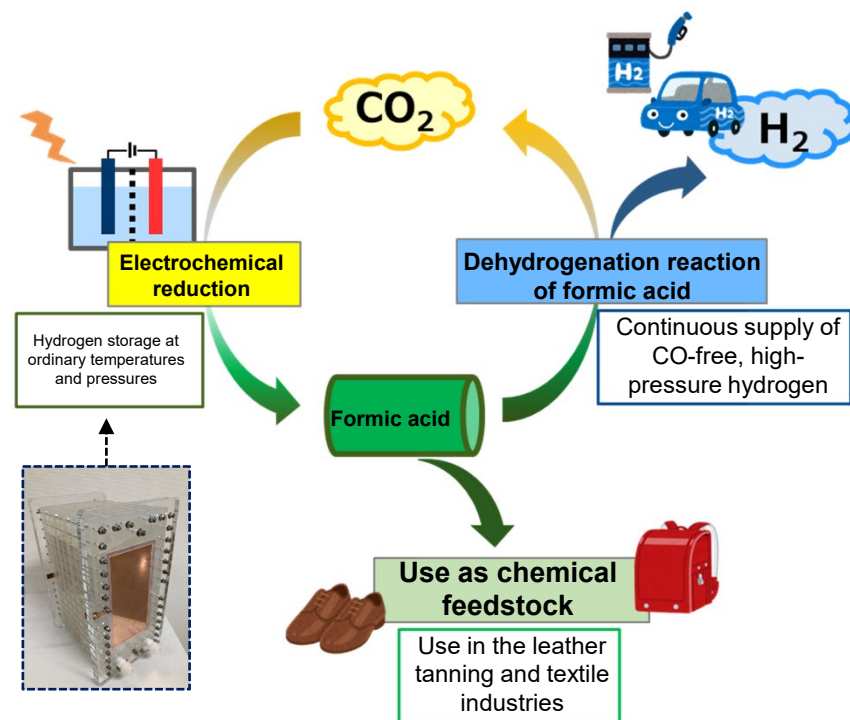 H2
CO2
H2
H2
Electrochemical
reduction
Dehydrogenation reaction
of formic acid
Hydrogen storage at
ordinary temperatures
and pressures
Continuous supply of
CO-free, high-
pressure hydrogen
Formic acid
Use as chemical
feedstock
Use in the leather
tanning and textile
industries